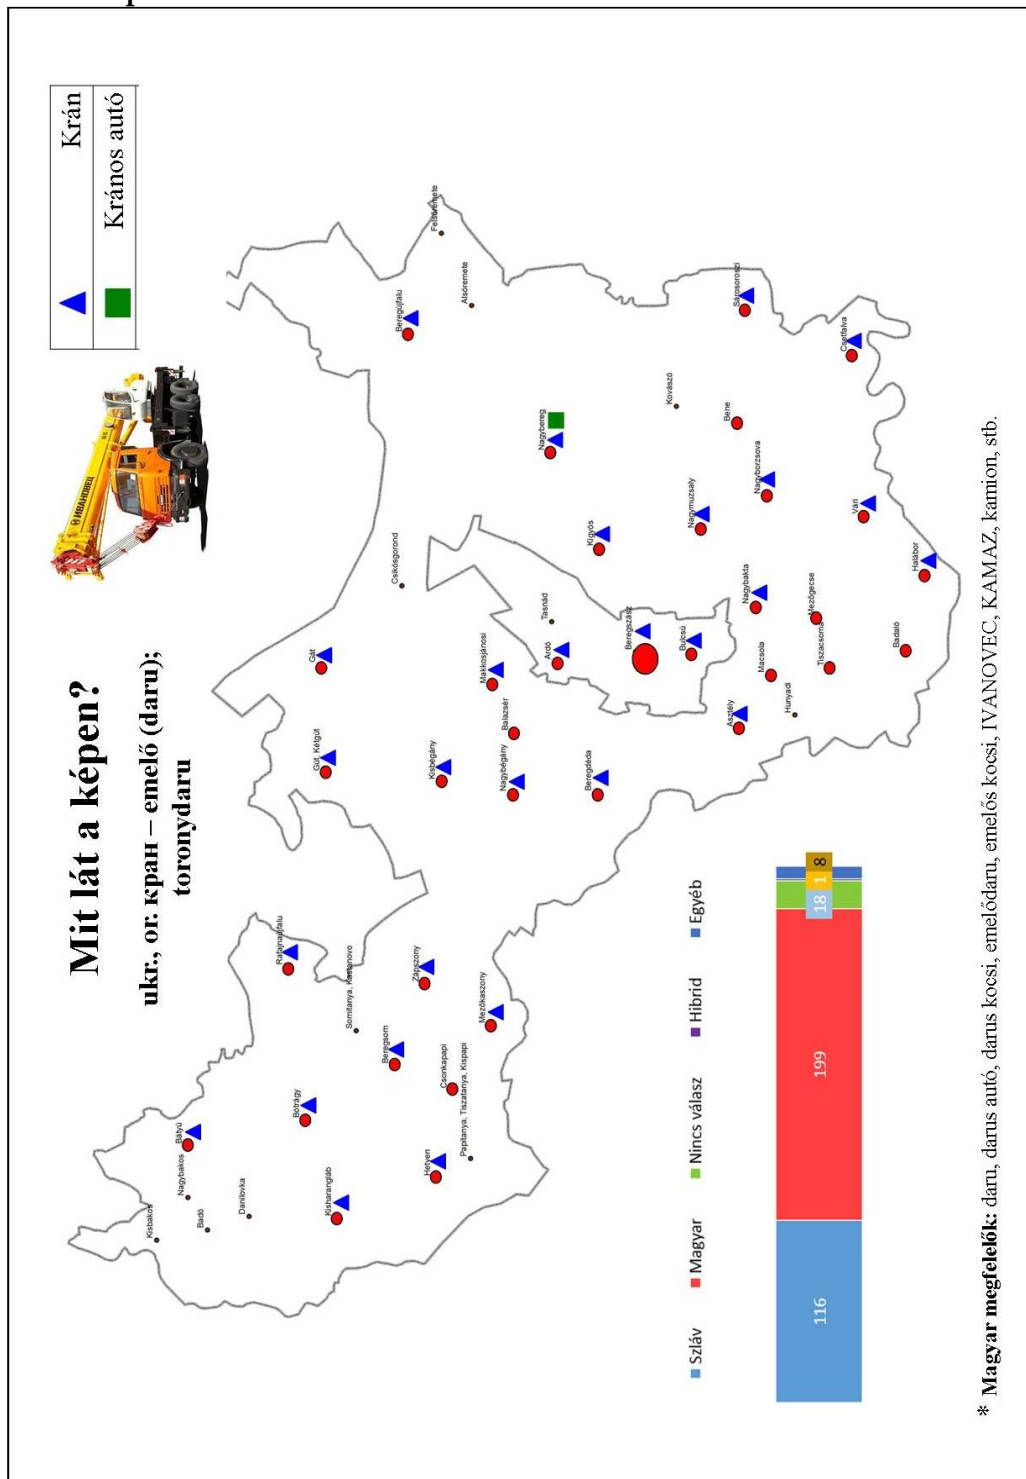 Mit lát a képen?
ukr., or. кран – emelő (daru);
toronydaru
ИВАНОВЕЦ
Krán
Krános autó
Kisbakos
Nagybakos
Bátyú
Badó
Danilovka
Bótrágy
Kisharangláb
Rafajnaújfalu
Somitanya, Kastanovo
Beregsom
Zápszony
Hetyen
Csonkapapi
Papitanya, Tiszatanya, Kispapi
Mezőkaszony
Gút, Kétgút
Gát
Csikósgorond
Beregújfalu
Felsőremete
Alsóremete
Kisbégány
Makkosjánosi
Nagybégány
Balazsér
Ardó
Tasnád
Nagybereg
Beregdéda
Kígyós
Beregszász
Bulcsú
Nagymuzsaly
Kovászó
Asztély
Nagybakta
Bene
Sárosoroszi
Macsola
Hunyadi
Nagyborzsova
Mezőgecse
Tiszacsoma
Csetfalva
Vári
Badaló
Halábor
Szláv
Magyar
Nincs válasz
Hibrid
Egyéb
116
199
18
1
8
* Magyar megfelelők: daru, darus autó, darus kocsi, emelődaru, emelős kocsi, IVANOVEC, KAMAZ, kamion, stb.